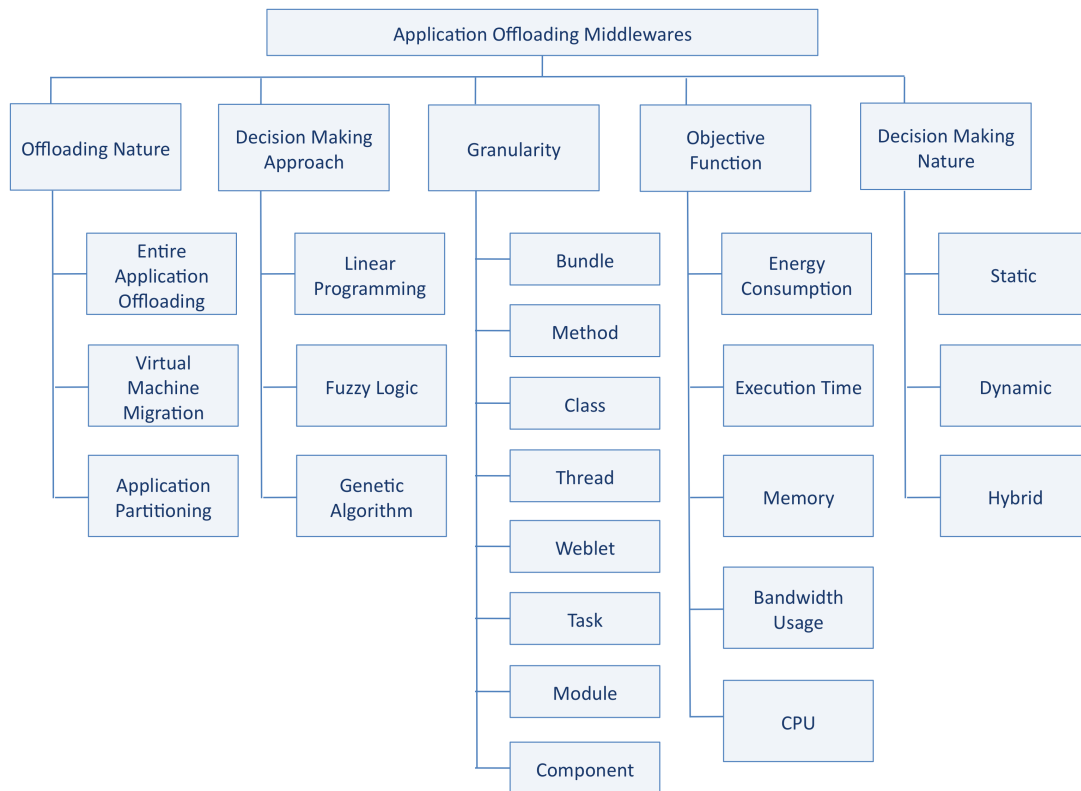 Application Offloading Middlewares
Offloading Nature
Entire
Application
Offloading
Virtual
Machine
Migration
Application
Partitioning
Decision Making
Approach
Linear
Programming
Fuzzy Logic
Genetic
Algorithm
Granularity
Bundle
Method
Class
Thread
Weblet
Task
Module
Component
Objective
Function
Energy
Consumption
Execution Time
Memory
Bandwidth
Usage
CPU
Decision Making
Nature
Static
Dynamic
Hybrid